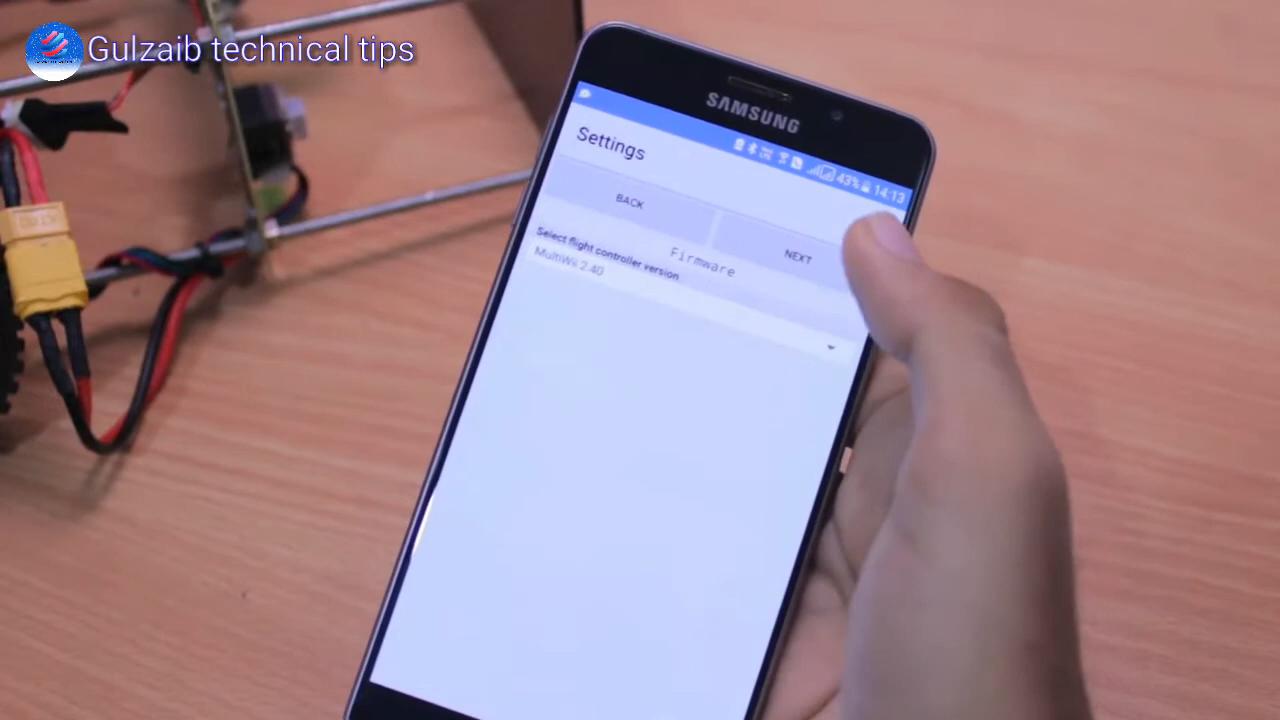 Gulzaib technical tips
SAMSUNG
43% 14:13
Settings
BACK
NEXT
Firmware
Select flight controller version
MultiWii 2.40